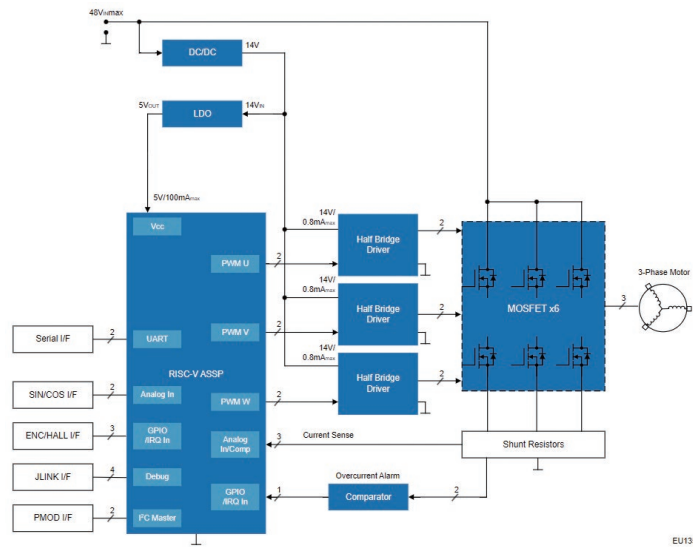 48VINmax
DC/DC
14V
5VOUT
LDO
14VIN
5V/100mAmax
Vcc
PWM U
2
14V/
0.8mAmax
Half Bridge
Driver
2
14V/
0.8mAmax
Half Bridge
Driver
2
14V/
0.8mAmax
Half Bridge
Driver
2
MOSFET x6
3
3-Phase Motor
Serial I/F
2
UART
PWM V
2
RISC-V ASSP
SIN/COS I/F
2
Analog In
PWM W
2
ENC/HALL I/F
3
GPIO
/IRQ In
Analog
In/Comp
3
Current Sense
Shunt Resistors
JLINK I/F
4
Debug
GPIO
/IRQ In
1
Overcurrent Alarm
Comparator
2
PMOD I/F
2
I²C Master
EU13